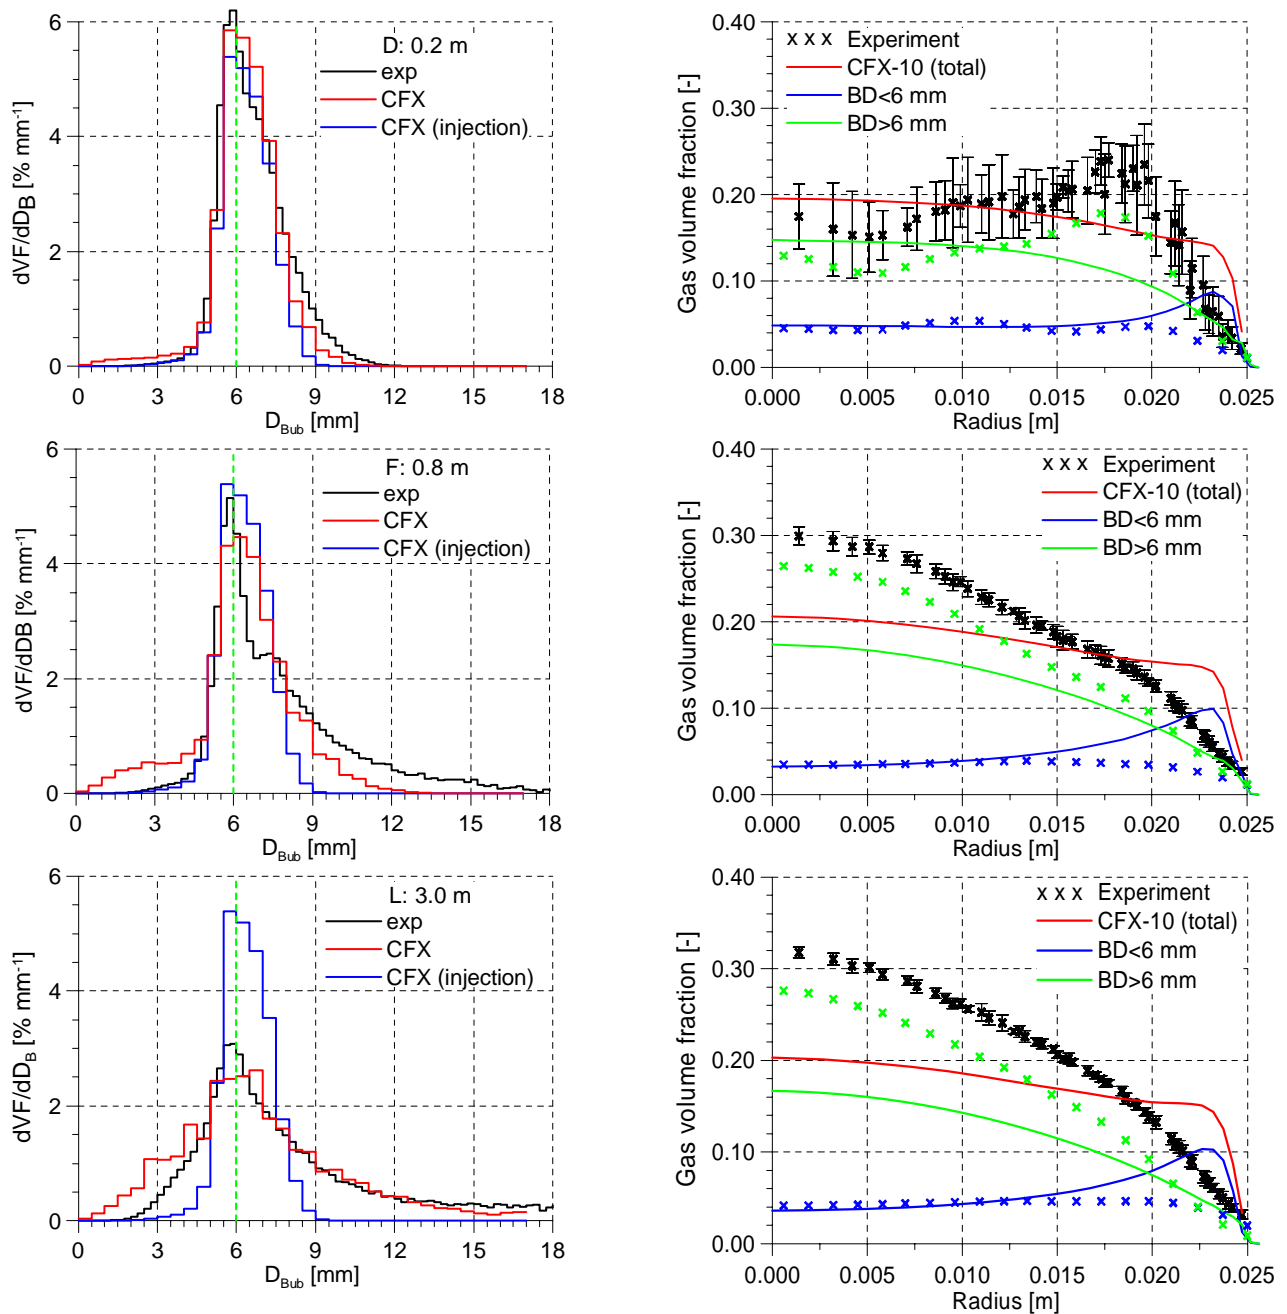 D: 0.2 m
exp
CFX
CFX (injection)
6
4
2
0
dVF/dDB [% mm-1]
0 3 6 9 12 15 18
DBub [mm]
x x x Experiment
CFX-10 (total)
BD<6 mm
BD>6 mm
0.40
0.30
0.20
0.10
0.00
Gas volume fraction [-]
0.000 0.005 0.010 0.015 0.020 0.025
Radius [m]
F: 0.8 m
exp
CFX
CFX (injection)
6
4
2
0
dVF/dDB [% mm-1]
0 3 6 9 12 15 18
DBub [mm]
x x x Experiment
CFX-10 (total)
BD<6 mm
BD>6 mm
0.40
0.30
0.20
0.10
0.00
Gas volume fraction [-]
0.000 0.005 0.010 0.015 0.020 0.025
Radius [m]
L: 3.0 m
exp
CFX
CFX (injection)
6
4
2
0
dVF/dDB [% mm-1]
0 3 6 9 12 15 18
DBub [mm]
x x x Experiment
CFX-10 (total)
BD<6 mm
BD>6 mm
0.40
0.30
0.20
0.10
0.00
Gas volume fraction [-]
0.000 0.005 0.010 0.015 0.020 0.025
Radius [m]